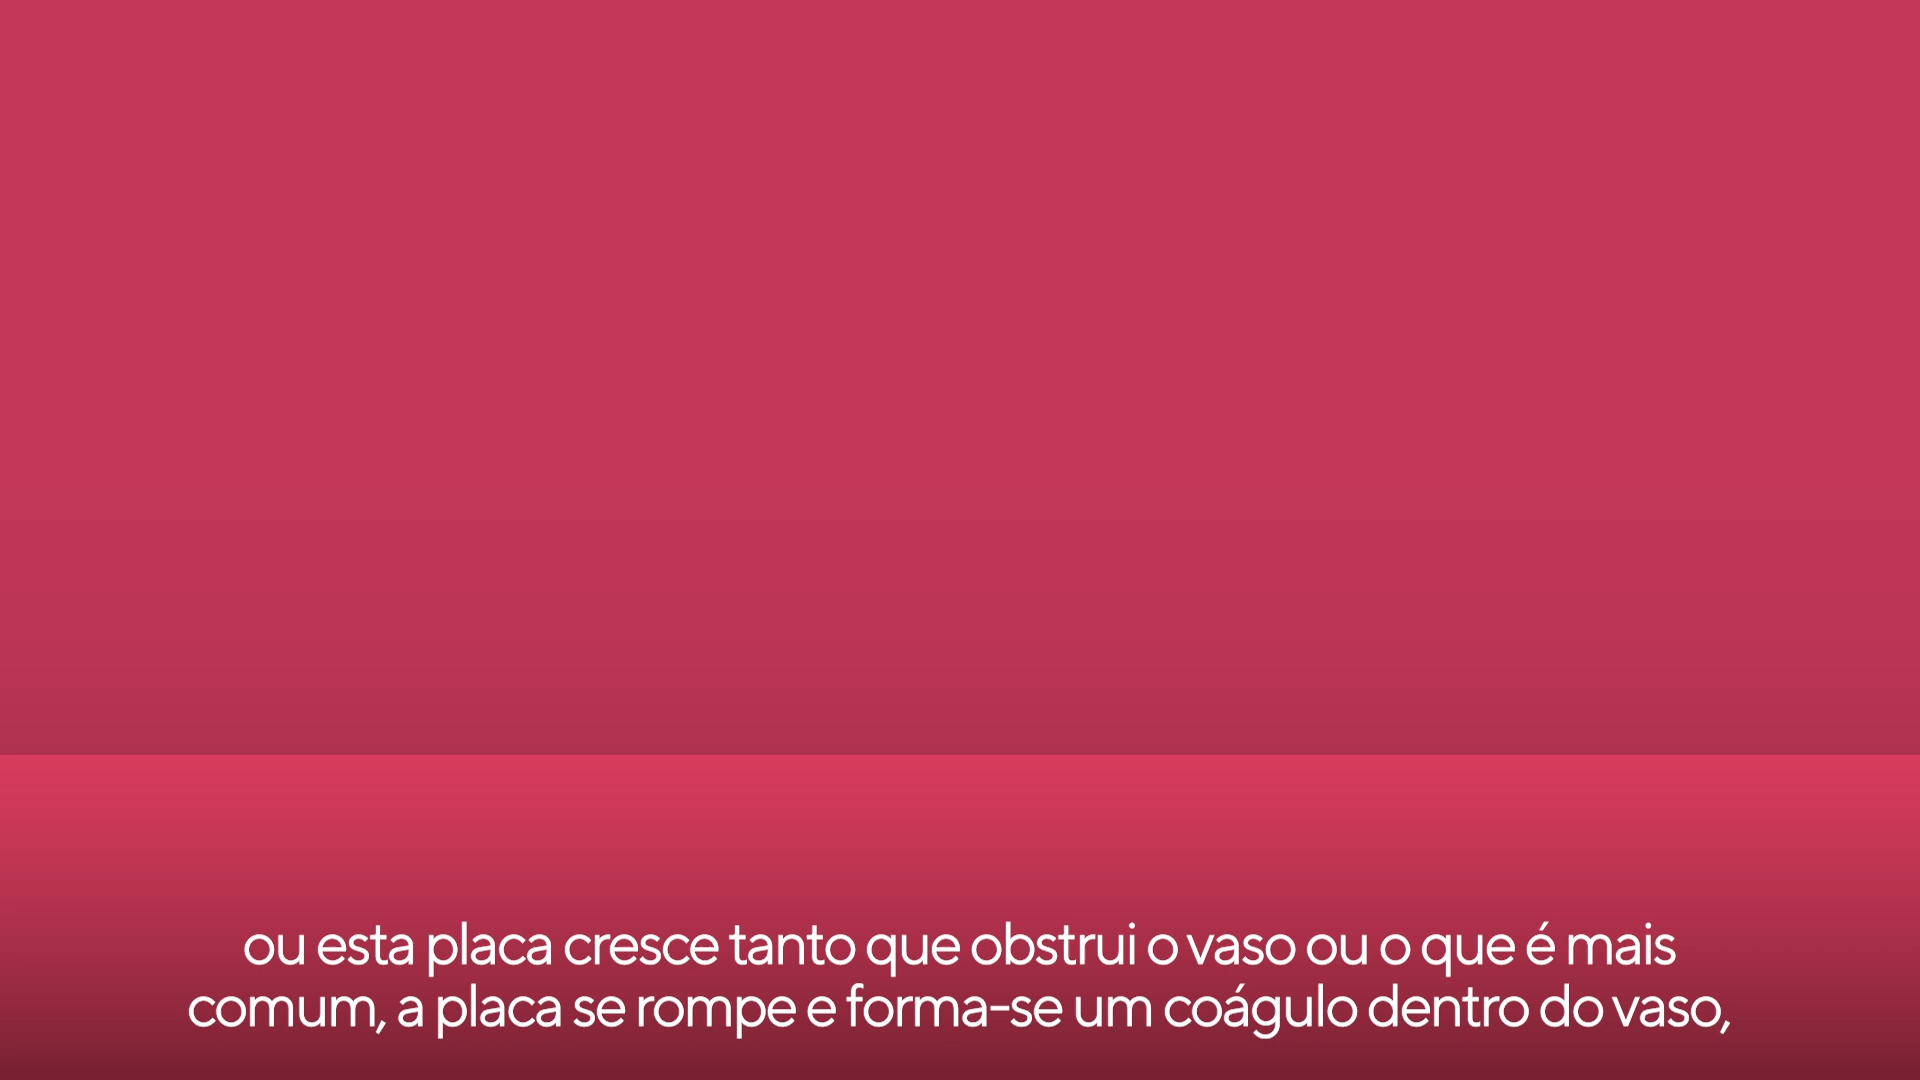 ou esta placa cresce tanto que obstrui o vaso ou o que é mais
comum, a placa se rompe e forma-se um coágulo dentro do vaso,